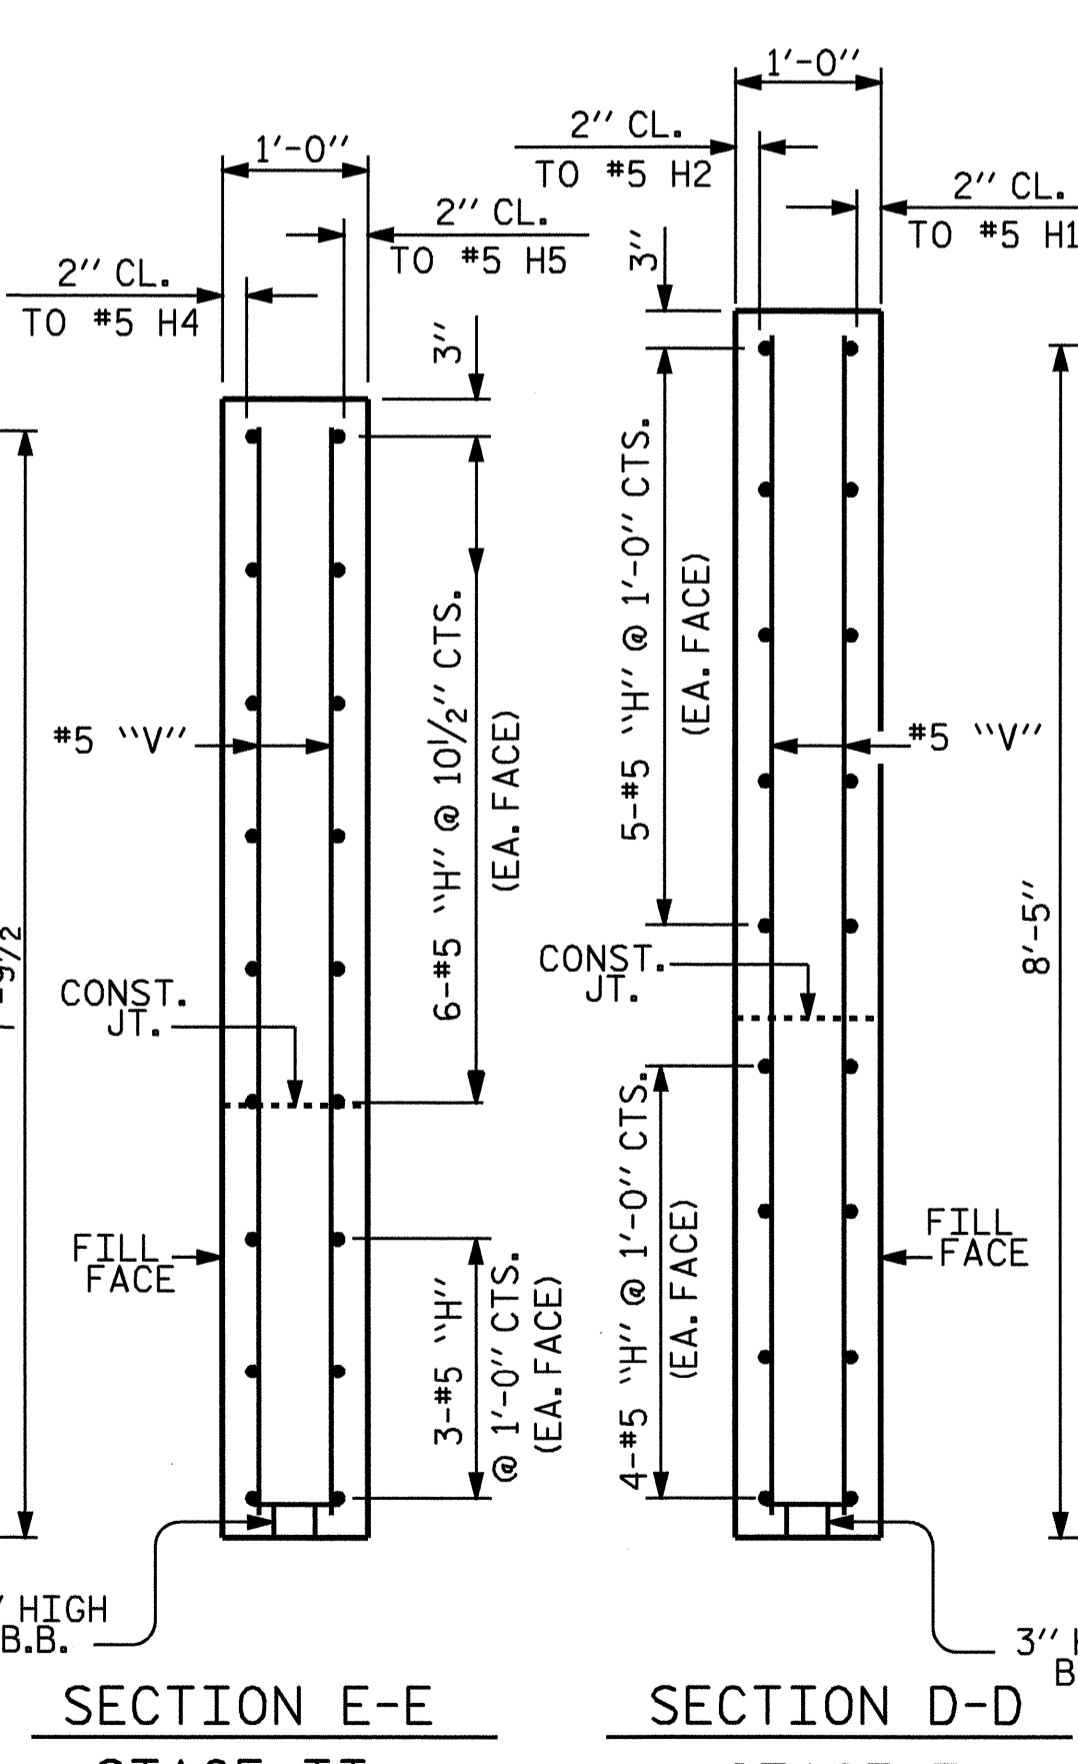 1'-0"
2" CL.
TO #5 H5
2" CL.
TO #5 H4
3"
#5 "V"
6-#5 "H" @ 10 1/2" CTS.
(EA. FACE)
CONST.
JT.
FILL
FACE
3-#5 "H"
@ 1'-0" CTS.
(EA. FACE)
HIGH
B.B.
SECTION E-E
1'-0"
2" CL.
TO #5 H2
2" CL.
TO #5 H1
3"
5-#5 "H" @ 1'-0" CTS.
(EA. FACE)
#5 "V"
8'-5"
CONST.
JT.
4-#5 "H" @ 1'-0" CTS.
(EA. FACE)
FILL
FACE
3"
SECTION D-D